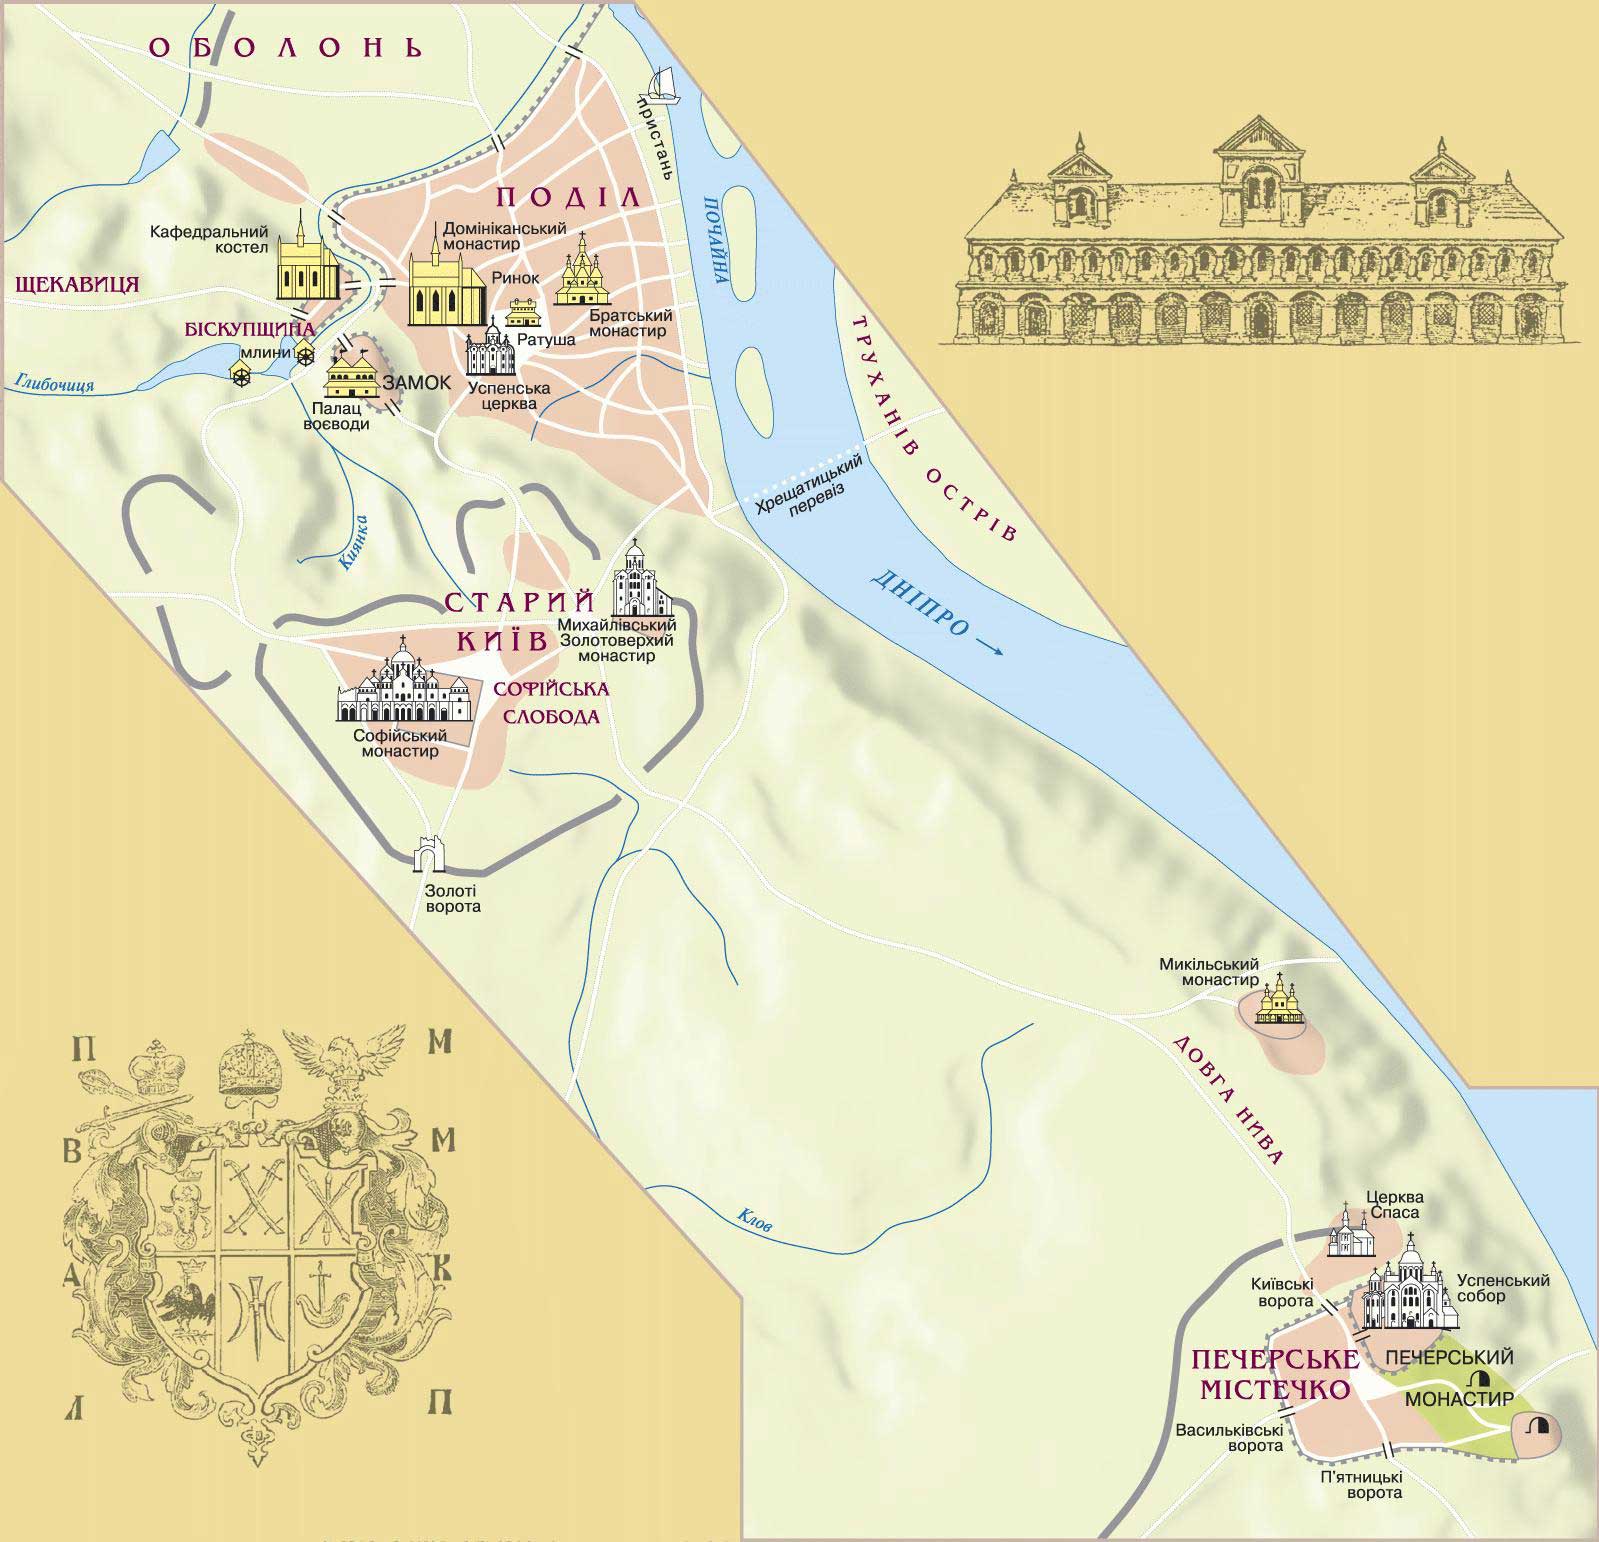 ОБОЛОНЬ
пристань
ПОДІЛ
ПОЧАЙНА
Кафедральний
костел
Домініканський
монастир
ЩЕКАВИЦЯ
Ринок
Братський
монастир
БІСКУПЩИНА
млини
Ратуша
Глибочиця
ЗАМОК
Успенська
церква
Палац
воєводи
ТРУХАНІВ ОСТРІВ
Хрещатицький
перевіз
Киянка
ДНІПРО
СТАРИЙ
КИЇВ
Михайлівський
Золотоверхий
монастир
СОФІЙСЬКА
СЛОБОДА
Софійський
монастир
Золоті
ворота
Микільський
монастир
ДОВГА НИВА
П
М
В
М
А
К
Л
П
Клов
Церква
Спаса
Київські
ворота
Успенський
собор
ПЕЧЕРСЬКЕ
МІСТЕЧКО
ПЕЧЕРСЬКИЙ
МОНАСТИР
Васильківські
ворота
П'ятницькі
ворота